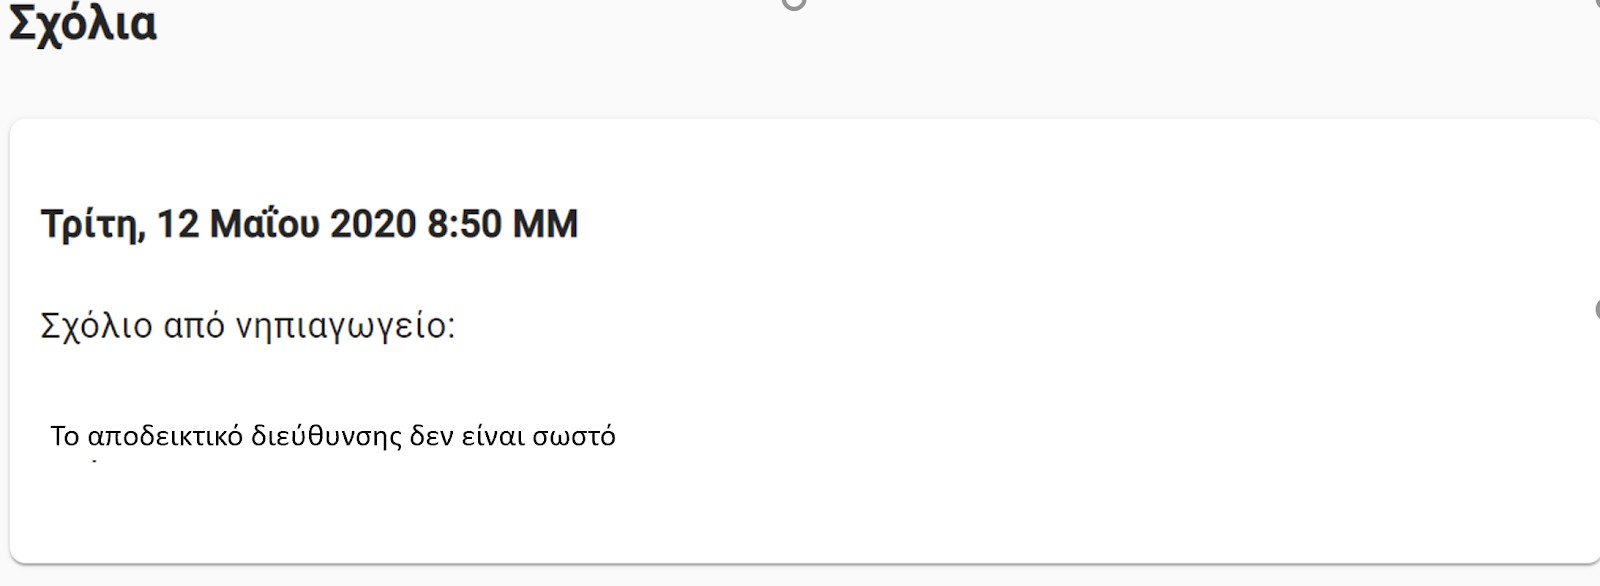 Σχόλια
Τρίτη, 12 Μαΐου 2020 8:50 ΜΜ
Σχόλιο από νηπιαγωγείο:
Το αποδεικτικό διεύθυνσης δεν είναι σωστό